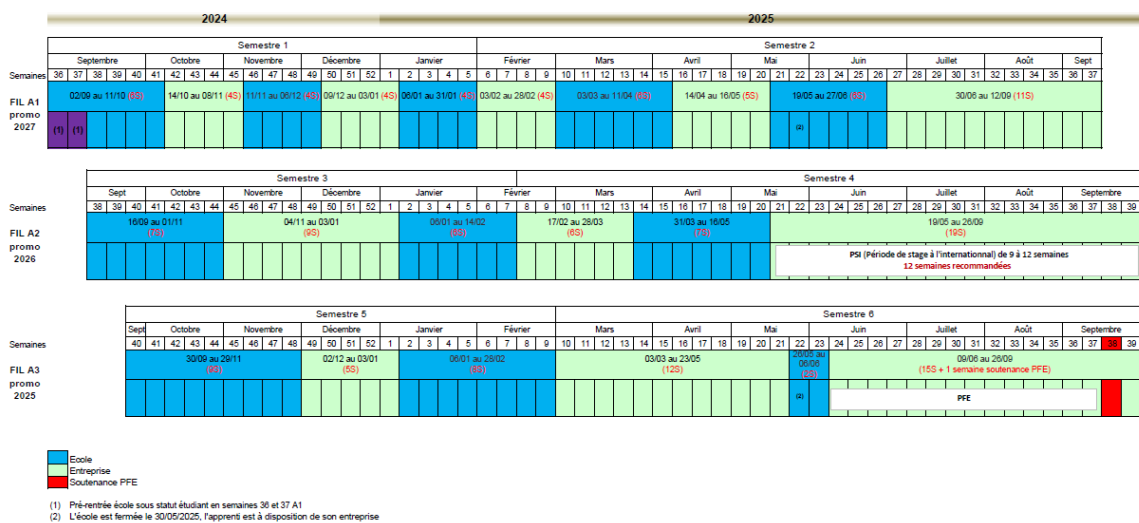 2024 2025
Semestre 1 Semestre 2
Septembre Octobre Novembre Décembre Janvier Février Mars Avril Mai Juin Juillet Août Sept
Semaines 36 37 38 39 40 41 42 43 44 45 46 47 48 49 50 51 52 1 2 3 4 5 6 7 8 9 10 11 12 13 14 15 16 17 18 19 20 21 22 23 24 25 26 27 28 29 30 31 32 33 34 35 36 37
FIL A1
promo
2027
02/09 au 11/10 (6S) 14/10 au 08/11 (4S) 11/11 au 06/12 (4S) 09/12 au 03/01 (4S) 06/01 au 31/01 (4S) 03/02 au 28/02 (4S) 03/03 au 11/04 (6S) 14/04 au 16/05 (5S) 19/05 au 27/06 (6S) 30/06 au 12/09 (11S)
(1) (1) (2)
Semestre 3 Semestre 4
Sept Octobre Novembre Décembre Janvier Février Mars Avril Mai Juin Juillet Août Septembre
Semaines 38 39 40 41 42 43 44 45 46 47 48 49 50 51 52 1 2 3 4 5 6 7 8 9 10 11 12 13 14 15 16 17 18 19 20 21 22 23 24 25 26 27 28 29 30 31 32 33 34 35 36 37 38 39
FIL A2
promo
2026
16/09 au 01/11 04/11 au 03/01 06/01 au 14/02 17/02 au 28/03 31/03 au 16/05 19/05 au 26/09
(7S) (9S) (6S) (6S) (7S) (19S)
PSI (Période de stage à l'internationnal) de 9 à 12 semaines
12 semaines recommandées
Semestre 5 Semestre 6
Sept Octobre Novembre Décembre Janvier Février Mars Avril Mai Juin Juillet Août Septembre
Semaines 40 41 42 43 44 45 46 47 48 49 50 51 52 1 2 3 4 5 6 7 8 9 10 11 12 13 14 15 16 17 18 19 20 21 22 23 24 25 26 27 28 29 30 31 32 33 34 35 36 37 38 39
FIL A3
promo
2025
30/09 au 29/11 02/12 au 03/01 06/01 au 28/02 03/03 au 23/05 26/05 au 06/06 09/06 au 26/09
(9S) (5S) (8S) (12S) (2S) (15S + 1 semaine soutenance PFE)
(2) PFE
Ecole
Entreprise
Soutenance PFE
(1) Pré-rentrée école sous statut étudiant en semaines 36 et 37 A1
(2) L'école est fermée le 30/05/2025, l'apprenti est à disposition de son entreprise